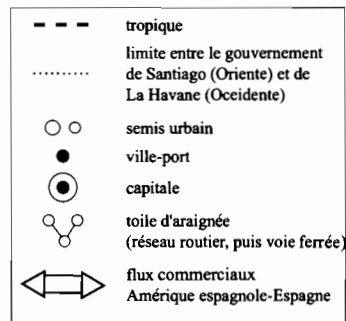 tropique
limite entre le gouvernement
de Santiago (Oriente) et de
La Havane (Oceidente)
semis urbain
ville-port
capitale
toile d'araignée
(réseau routier, puis voie ferrée)
flux commerciaux
Amérique espagnole-Espagne